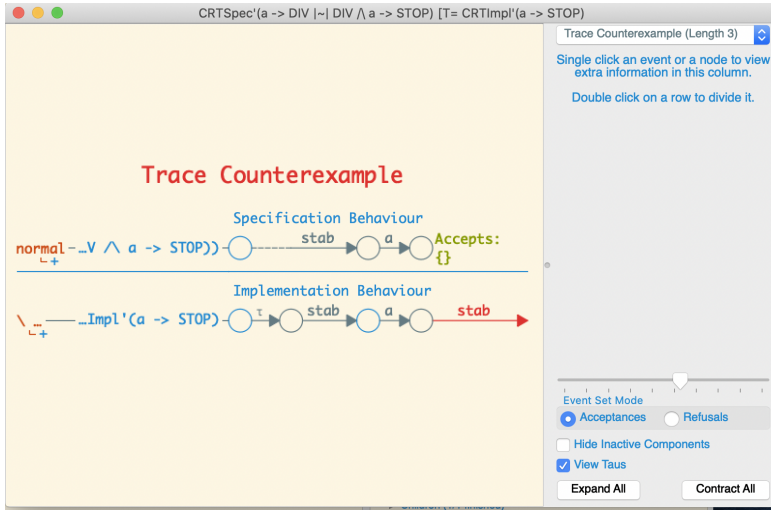 CRTSpec'(a -> DIV |~| DIV /\ a -> STOP) [T= CRTImpl'(a -> STOP)
Trace Counterexample (Length 3)
Single click an event or a node to view
extra information in this column.
Double click on a row to divide it.
Trace Counterexample
Specification Behaviour
normal …V /\ a -> STOP)) stab a Accepts:
+ {}
Implementation Behaviour
\ … …Impl'(a -> STOP) τ stab a stab
+
Event Set Mode
Acceptances Refusals
Hide Inactive Components
View Taus
Expand All Contract All